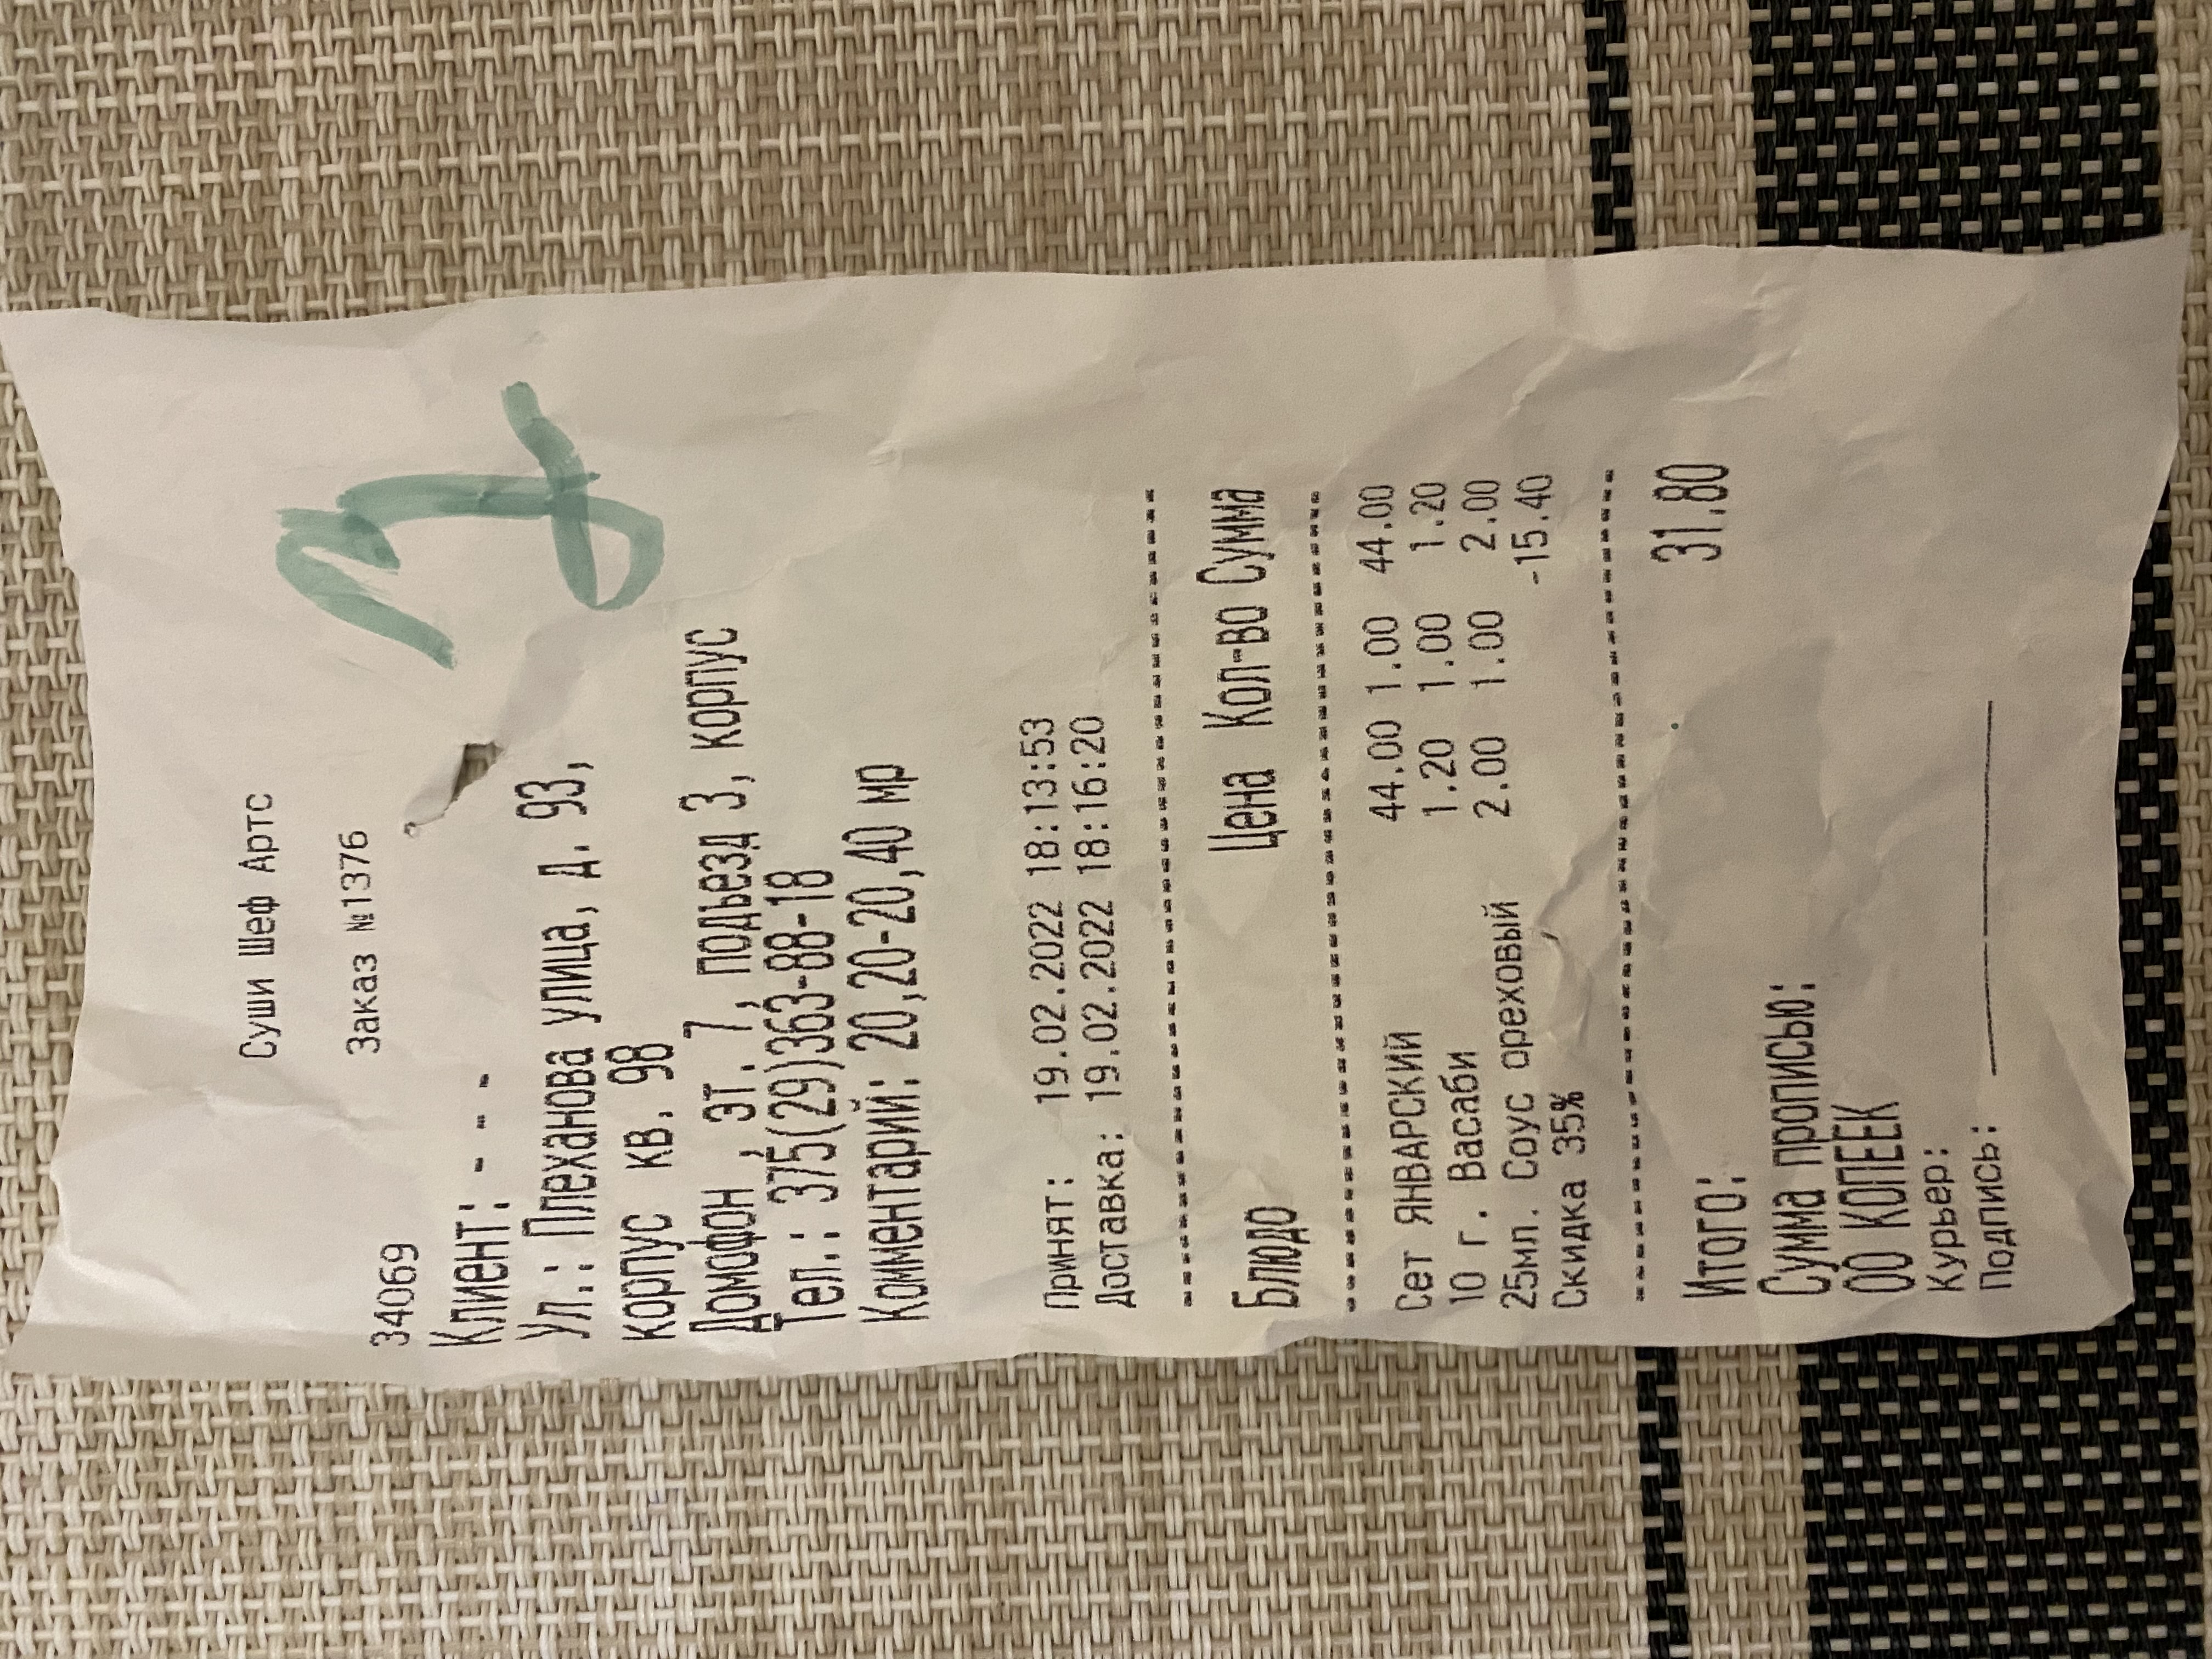 Суши Шеф Артс
Заказ №1376
34069
Клиент: - - -
Ул.: Плеханова улица, д. 93,
корпус кв. 98
Домофон , эт. 7, подьезд 3, корпус
Тел.: 375(29)363-88-18
Комментарий: 20,20-20,40 мр
Принят: 19.02.2022 18:13:53
Доставка: 19.02.2022 18:16:20
Блюдо Цена Кол-во Сумма
Сет ЯНВАРСКИЙ 44.00 1.00 44.00
10 г. Васаби 1.20 1.00 1.20
25мл. Соус ореховый 2.00 1.00 2.00
Скидка 35% -15.40
Итого: 31.80
Сумма прописью:
00 КОПЕЕК
Курьер:
Подпись: